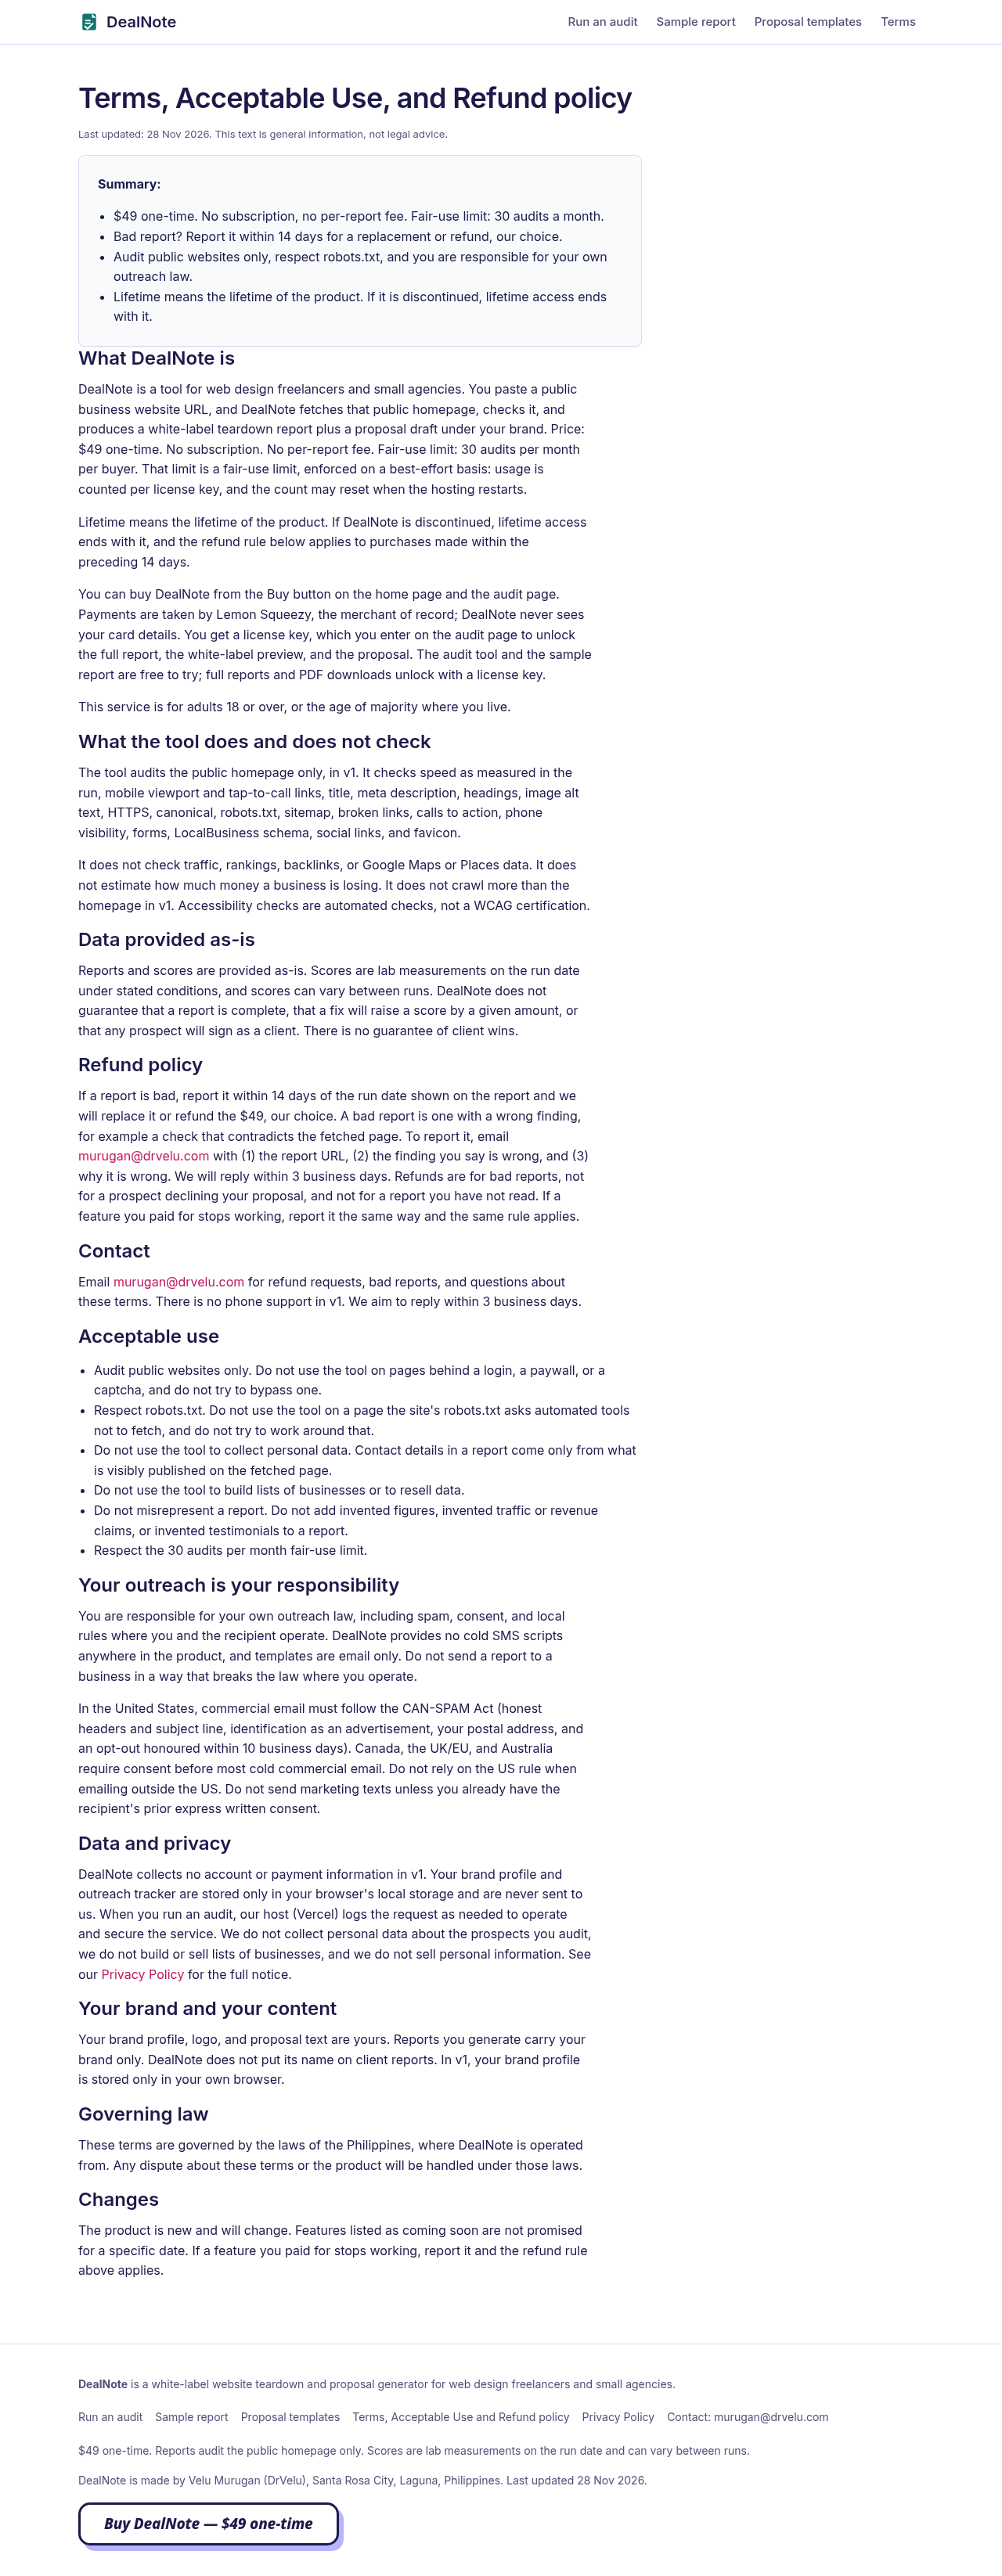 DealNote
Run an audit Sample report Proposal templates Terms
Terms, Acceptable Use, and Refund policy
Last updated: 28 Nov 2026. This text is general information, not legal advice.
Summary:
• $49 one-time. No subscription, no per-report fee. Fair-use limit: 30 audits a month.
• Bad report? Report it within 14 days for a replacement or refund, our choice.
• Audit public websites only, respect robots.txt, and you are responsible for your own
outreach law.
• Lifetime means the lifetime of the product. If it is discontinued, lifetime access ends
with it.
What DealNote is
DealNote is a tool for web design freelancers and small agencies. You paste a public
business website URL, and DealNote fetches that public homepage, checks it, and
produces a white-label teardown report plus a proposal draft under your brand. Price:
$49 one-time. No subscription. No per-report fee. Fair-use limit: 30 audits per month
per buyer. That limit is a fair-use limit, enforced on a best-effort basis: usage is
counted per license key, and the count may reset when the hosting restarts.
Lifetime means the lifetime of the product. If DealNote is discontinued, lifetime access
ends with it, and the refund rule below applies to purchases made within the
preceding 14 days.
You can buy DealNote from the Buy button on the home page and the audit page.
Payments are taken by Lemon Squeezy, the merchant of record; DealNote never sees
your card details. You get a license key, which you enter on the audit page to unlock
the full report, the white-label preview, and the proposal. The audit tool and the sample
report are free to try; full reports and PDF downloads unlock with a license key.
This service is for adults 18 or over, or the age of majority where you live.
What the tool does and does not check
The tool audits the public homepage only, in v1. It checks speed as measured in the
run, mobile viewport and tap-to-call links, title, meta description, headings, image alt
text, HTTPS, canonical, robots.txt, sitemap, broken links, calls to action, phone
visibility, forms, LocalBusiness schema, social links, and favicon.
It does not check traffic, rankings, backlinks, or Google Maps or Places data. It does
not estimate how much money a business is losing. It does not crawl more than the
homepage in v1. Accessibility checks are automated checks, not a WCAG certification.
Data provided as-is
Reports and scores are provided as-is. Scores are lab measurements on the run date
under stated conditions, and scores can vary between runs. DealNote does not
guarantee that a report is complete, that a fix will raise a score by a given amount, or
that any prospect will sign as a client. There is no guarantee of client wins.
Refund policy
If a report is bad, report it within 14 days of the run date shown on the report and we
will replace it or refund the $49, our choice. A bad report is one with a wrong finding,
for example a check that contradicts the fetched page. To report it, email
murugan@drvelu.com with (1) the report URL, (2) the finding you say is wrong, and (3)
why it is wrong. We will reply within 3 business days. Refunds are for bad reports, not
for a prospect declining your proposal, and not for a report you have not read. If a
feature you paid for stops working, report it the same way and the same rule applies.
Contact
Email murugan@drvelu.com for refund requests, bad reports, and questions about
these terms. There is no phone support in v1. We aim to reply within 3 business days.
Acceptable use
• Audit public websites only. Do not use the tool on pages behind a login, a paywall, or a
captcha, and do not try to bypass one.
• Respect robots.txt. Do not use the tool on a page the site's robots.txt asks automated tools
not to fetch, and do not try to work around that.
• Do not use the tool to collect personal data. Contact details in a report come only from what
is visibly published on the fetched page.
• Do not use the tool to build lists of businesses or to resell data.
• Do not misrepresent a report. Do not add invented figures, invented traffic or revenue
claims, or invented testimonials to a report.
• Respect the 30 audits per month fair-use limit.
Your outreach is your responsibility
You are responsible for your own outreach law, including spam, consent, and local
rules where you and the recipient operate. DealNote provides no cold SMS scripts
anywhere in the product, and templates are email only. Do not send a report to a
business in a way that breaks the law where you operate.
In the United States, commercial email must follow the CAN-SPAM Act (honest
headers and subject line, identification as an advertisement, your postal address, and
an opt-out honoured within 10 business days). Canada, the UK/EU, and Australia
require consent before most cold commercial email. Do not rely on the US rule when
emailing outside the US. Do not send marketing texts unless you already have the
recipient's prior express written consent.
Data and privacy
DealNote collects no account or payment information in v1. Your brand profile and
outreach tracker are stored only in your browser's local storage and are never sent to
us. When you run an audit, our host (Vercel) logs the request as needed to operate
and secure the service. We do not collect personal data about the prospects you audit,
we do not build or sell lists of businesses, and we do not sell personal information. See
our Privacy Policy for the full notice.
Your brand and your content
Your brand profile, logo, and proposal text are yours. Reports you generate carry your
brand only. DealNote does not put its name on client reports. In v1, your brand profile
is stored only in your own browser.
Governing law
These terms are governed by the laws of the Philippines, where DealNote is operated
from. Any dispute about these terms or the product will be handled under those laws.
Changes
The product is new and will change. Features listed as coming soon are not promised
for a specific date. If a feature you paid for stops working, report it and the refund rule
above applies.
DealNote is a white-label website teardown and proposal generator for web design freelancers and small agencies.
Run an audit Sample report Proposal templates Terms, Acceptable Use and Refund policy Privacy Policy Contact: murugan@drvelu.com
$49 one-time. Reports audit the public homepage only. Scores are lab measurements on the run date and can vary between runs.
DealNote is made by Velu Murugan (DrVelu), Santa Rosa City, Laguna, Philippines. Last updated 28 Nov 2026.
Buy DealNote — $49 one-time